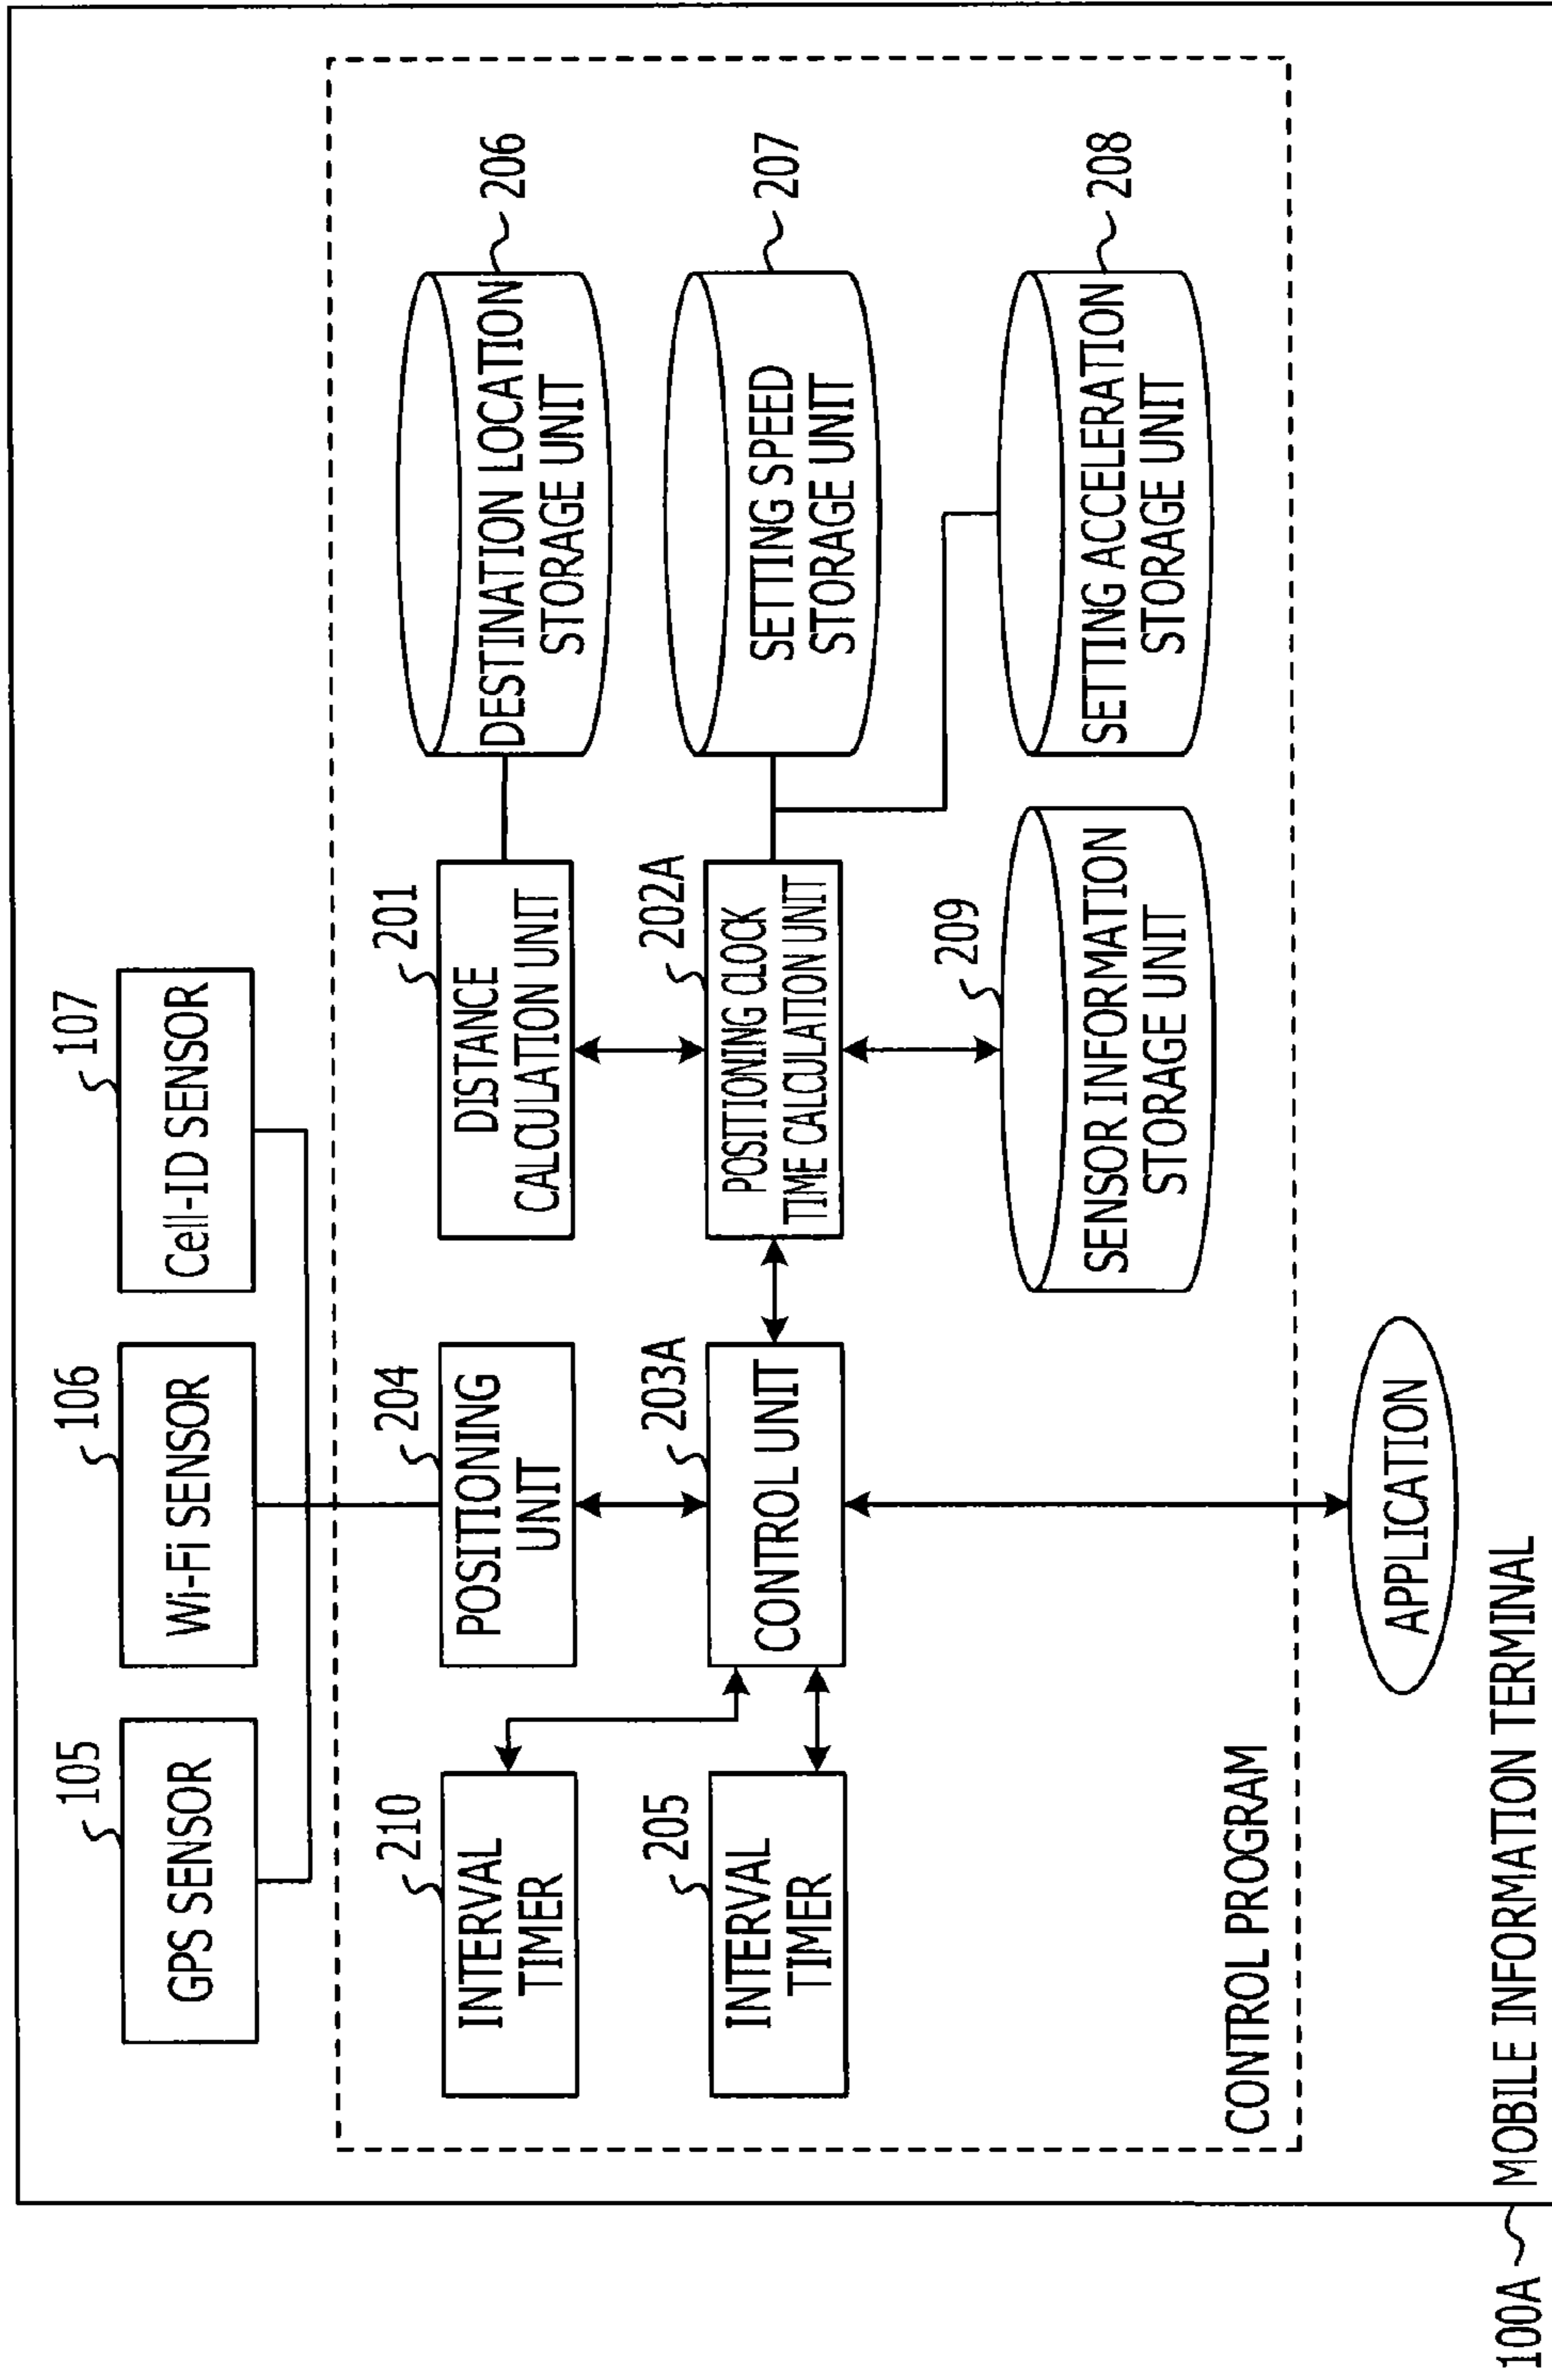 105
GPS SENSOR
106
Wi-Fi SENSOR
107
Cell-ID SENSOR
210
INTERVAL
TIMER
204
POSITIONING
UNIT
201
DISTANCE
CALCULATION UNIT
206
DESTINATION LOCATION
STORAGE UNIT
205
INTERVAL
TIMER
203A
CONTROL UNIT
202A
POSITIONING CLOCK
TIME CALCULATION UNIT
207
SETTING SPEED
STORAGE UNIT
209
SENSOR INFORMATION
STORAGE UNIT
208
SETTING ACCELERATION
STORAGE UNIT
CONTROL PROGRAM
APPLICATION
100A
MOBILE INFORMATION TERMINAL